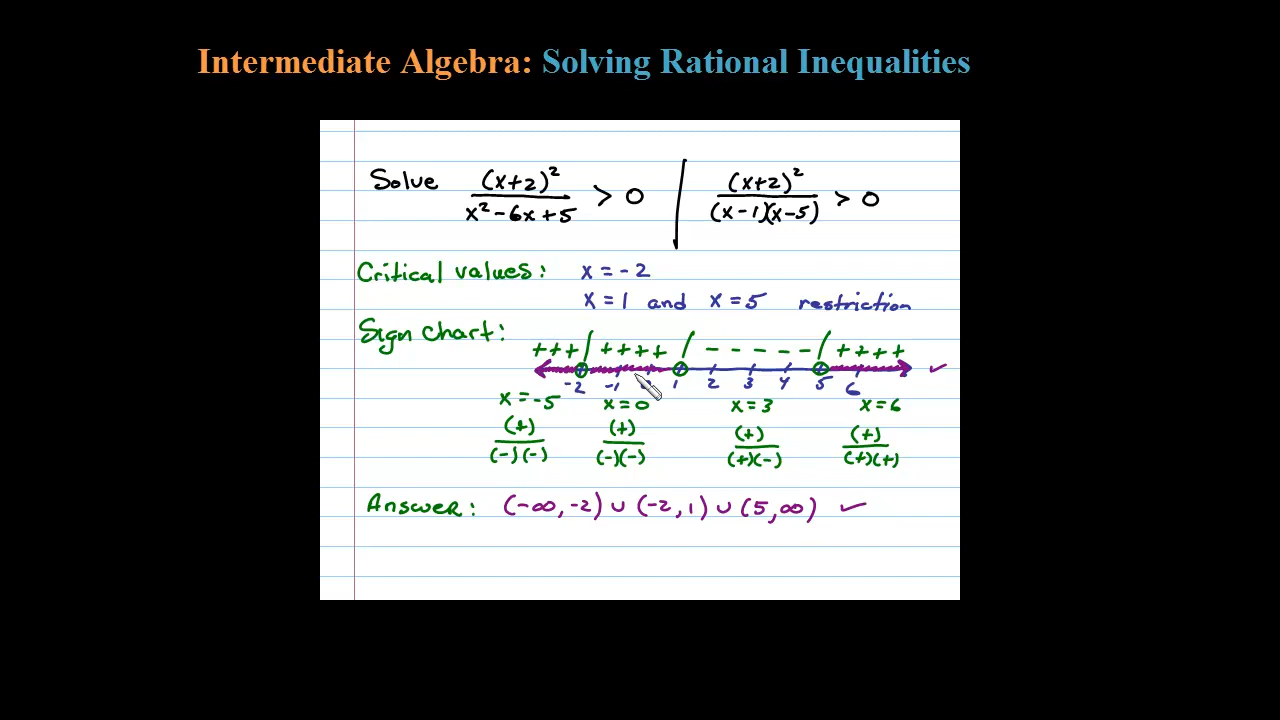 Intermediate Algebra: Solving Rational Inequalities
Solve (x+2)² / (x² - 6x + 5) > 0 | (x+2)² / ((x-1)(x-5)) > 0
Critical values: x = -2
x = 1 and x = 5 restriction
Sign chart:
+++ / ++++ / ----- / ++++
-2 -1 0 1 2 3 4 5 6 ✓
x = -5 x = 0 x = 3 x = 6
(+) / (-)(-) (+) / (-)(-) (+) / (+)(-) (+) / (+)(+)
Answer: (-∞, -2) ∪ (-2, 1) ∪ (5, ∞) ✓